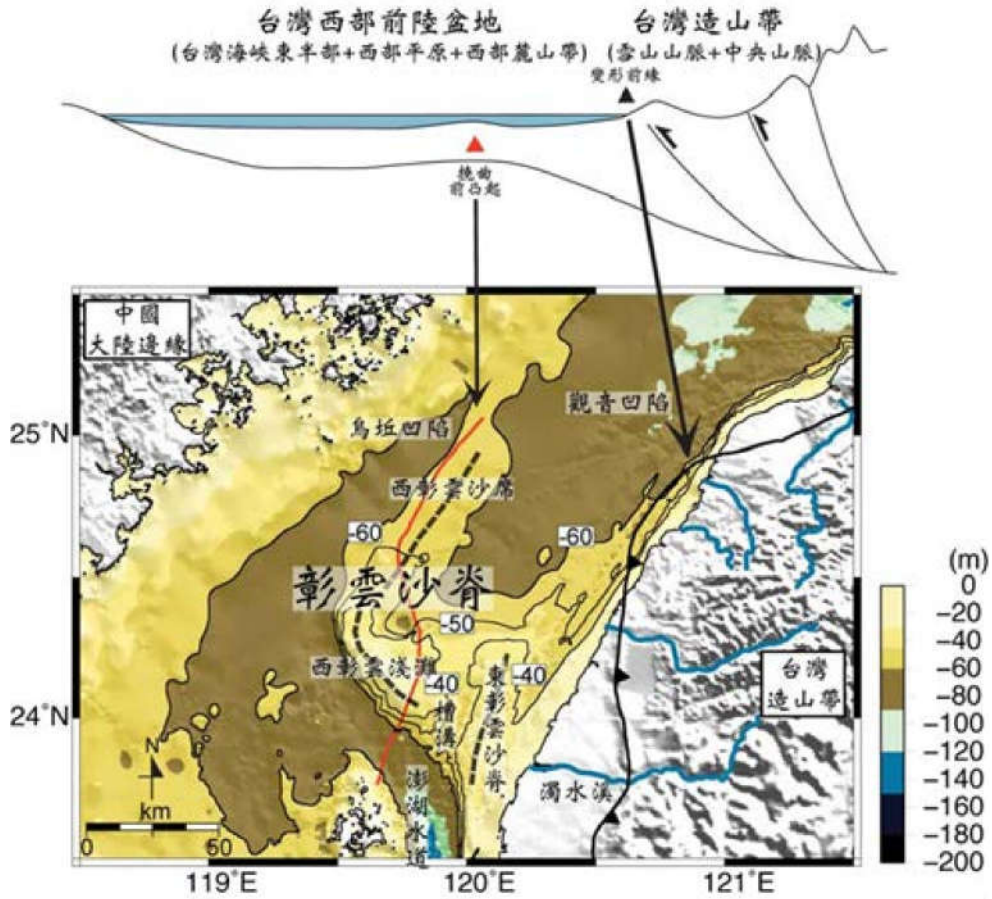 台灣西部前陸盆地
(台灣海峽東半部+西部平原+西部麓山帶)
台灣造山帶
(雪山山脈+中央山脈)
變形前緣
撓曲
前凸起
中國
大陸邊緣
烏坵凹陷
觀音凹陷
西彰雲沙席
-60
-60
彰雲沙脊
-50
西彰雲淺灘
-40
-40
槽溝
東彰雲沙脊
澎湖水道
濁水溪
台灣
造山帶
N
km
0 50
25°N
24°N
119°E 120°E 121°E
(m)
0
-20
-40
-60
-80
-100
-120
-140
-160
-180
-200